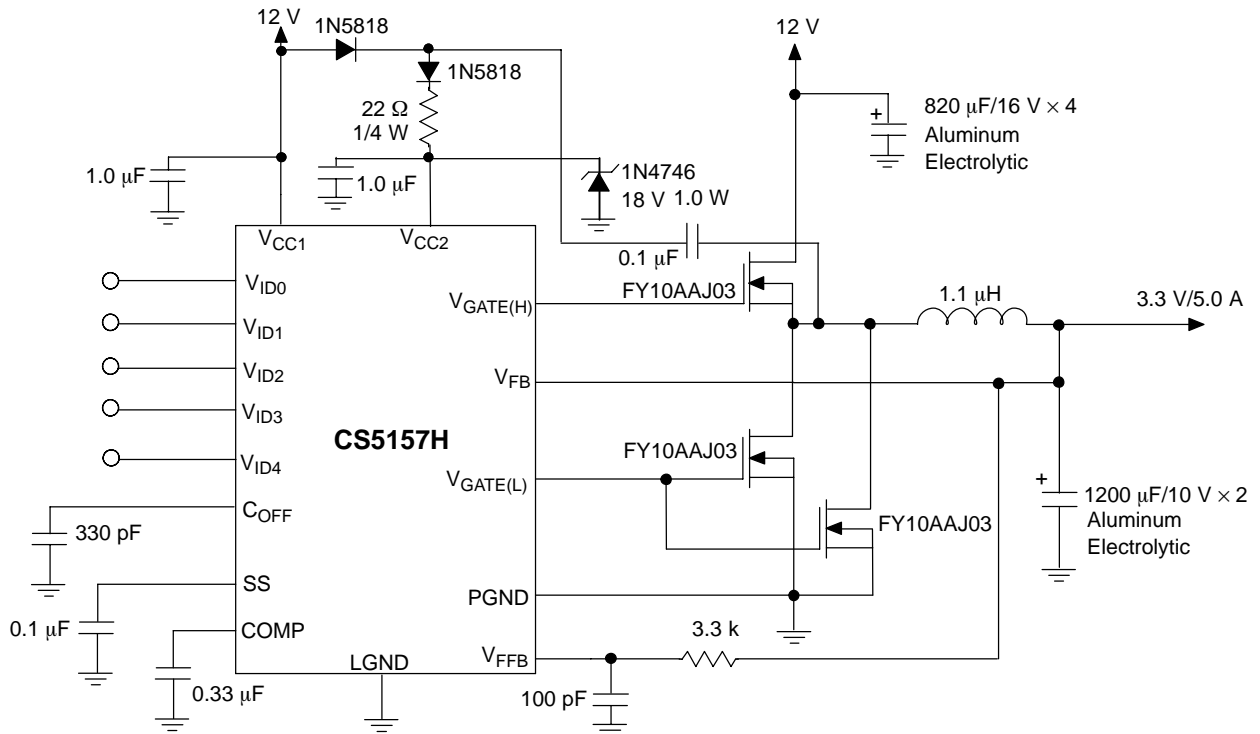 12 V
1N5818
12 V
1N5818
22 Ω
1/4 W
820 μF/16 V × 4
Aluminum
Electrolytic
1.0 μF
1.0 μF
1N4746
18 V 1.0 W
VCC1
VCC2
0.1 μF
VID0
VGATE(H)
FY10AAJ03
1.1 μH
3.3 V/5.0 A
VID1
VID2
VFB
VID3
CS5157H
FY10AAJ03
VID4
VGATE(L)
1200 μF/10 V × 2
Aluminum
Electrolytic
COFF
330 pF
FY10AAJ03
SS
PGND
0.1 μF
COMP
3.3 k
LGND
VFFB
0.33 μF
100 pF
+
+